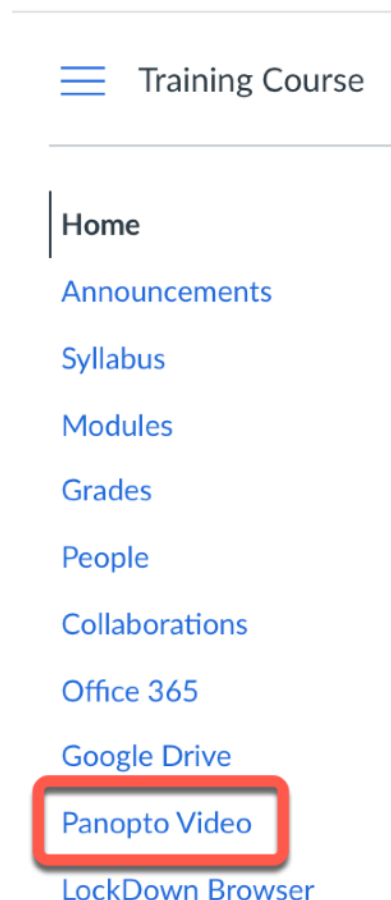 Training Course
Home
Announcements
Syllabus
Modules
Grades
People
Collaborations
Office 365
Google Drive
Panopto Video
LockDown Browser